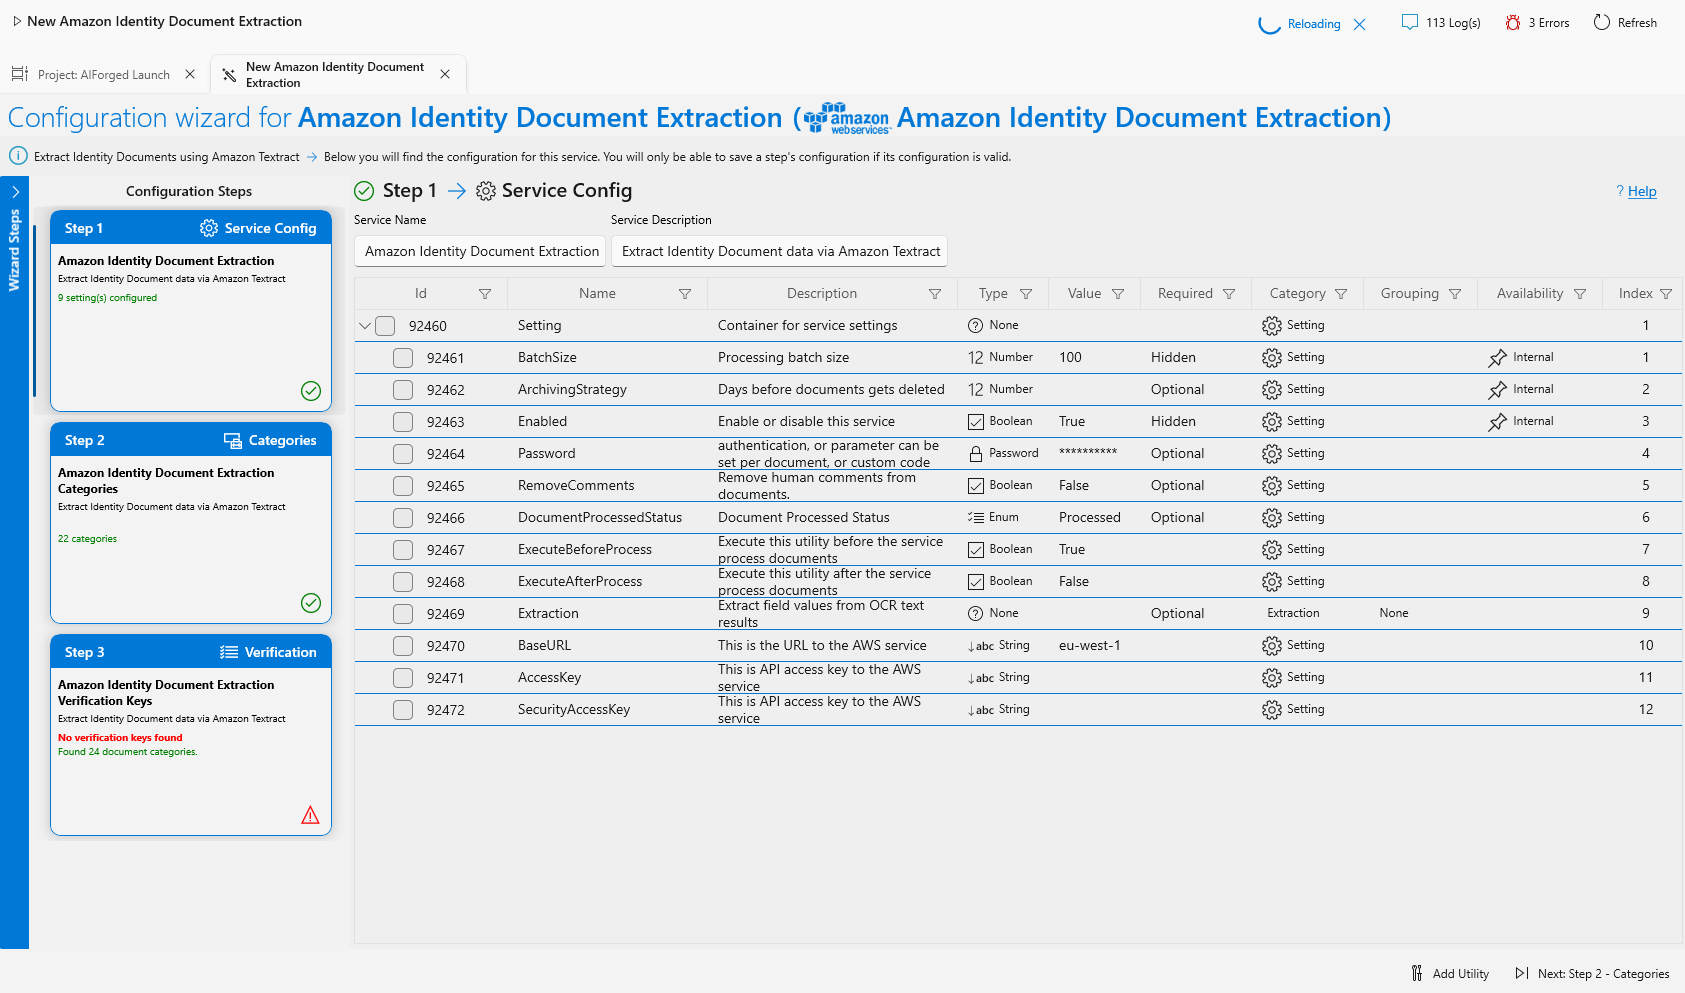 New Amazon Identity Document Extraction
Reloading
113 Log(s)
3 Errors
Refresh
Project: AIForged Launch
New Amazon Identity Document
Extraction
Configuration wizard for Amazon Identity Document Extraction (amazon webservices™ Amazon Identity Document Extraction)
Extract Identity Documents using Amazon Textract → Below you will find the configuration for this service. You will only be able to save a step's configuration if its configuration is valid.
Wizard Steps
Configuration Steps
Step 1 Service Config
Amazon Identity Document Extraction
Extract Identity Document data via Amazon Textract
9 setting(s) configured
Step 2 Categories
Amazon Identity Document Extraction
Categories
Extract Identity Document data via Amazon Textract
22 categories
Step 3 Verification
Amazon Identity Document Extraction
Verification Keys
Extract Identity Document data via Amazon Textract
No verification keys found
Found 24 document categories.
Step 1 → Service Config
? Help
Service Name
Service Description
Amazon Identity Document Extraction
Extract Identity Document data via Amazon Textract
Id Name Description Type Value Required Category Grouping Availability Index
92460 Setting Container for service settings None Setting 1
92461 BatchSize Processing batch size 12 Number 100 Hidden Setting Internal 1
92462 ArchivingStrategy Days before documents gets deleted 12 Number Optional Setting Internal 2
92463 Enabled Enable or disable this service Boolean True Hidden Setting Internal 3
92464 Password authentication, or parameter can be
set per document, or custom code Password ********** Optional Setting 4
92465 RemoveComments Remove human comments from
documents. Boolean False Optional Setting 5
92466 DocumentProcessedStatus Document Processed Status Enum Processed Optional Setting 6
92467 ExecuteBeforeProcess Execute this utility before the service
process documents Boolean True Setting 7
92468 ExecuteAfterProcess Execute this utility after the service
process documents Boolean False Setting 8
92469 Extraction Extract field values from OCR text
results None Optional Extraction None 9
92470 BaseURL This is the URL to the AWS service ↓abc String eu-west-1 Setting 10
92471 AccessKey This is API access key to the AWS
service ↓abc String Setting 11
92472 SecurityAccessKey This is API access key to the AWS
service ↓abc String Setting 12
Add Utility
Next: Step 2 - Categories